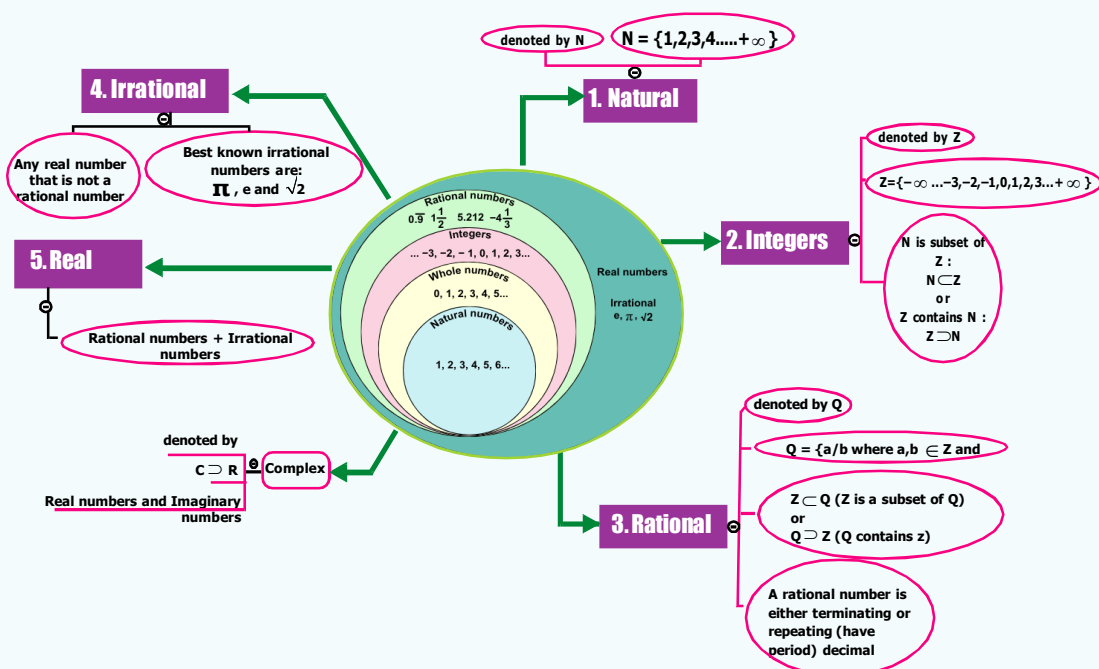 denoted by N
N = {1,2,3,4.....+ ∞ }
1. Natural
4. Irrational
Any real number
that is not a
rational number
Best known irrational
numbers are:
π , e and √2
denoted by Z
Z={−∞ ...−3,−2,−1,0,1,2,3...+ ∞ }
2. Integers
N is subset of
Z :
N⊂Z
or
Z contains N :
Z⊃N
5. Real
Rational numbers + Irrational
numbers
Rational numbers
0.9̅ 1 1/2 5.212 −4 1/3
Integers
... −3, −2, − 1, 0, 1, 2, 3...
Whole numbers
0, 1, 2, 3, 4, 5...
Natural numbers
1, 2, 3, 4, 5, 6...
Real numbers
Irrational
e, π, √2
denoted by
C ⊃ R
Complex
Real numbers and Imaginary
numbers
3. Rational
denoted by Q
Q = {a/b where a,b ∈ Z and
Z ⊂ Q (Z is a subset of Q)
or
Q ⊃ Z (Q contains z)
A rational number is
either terminating or
repeating (have
period) decimal